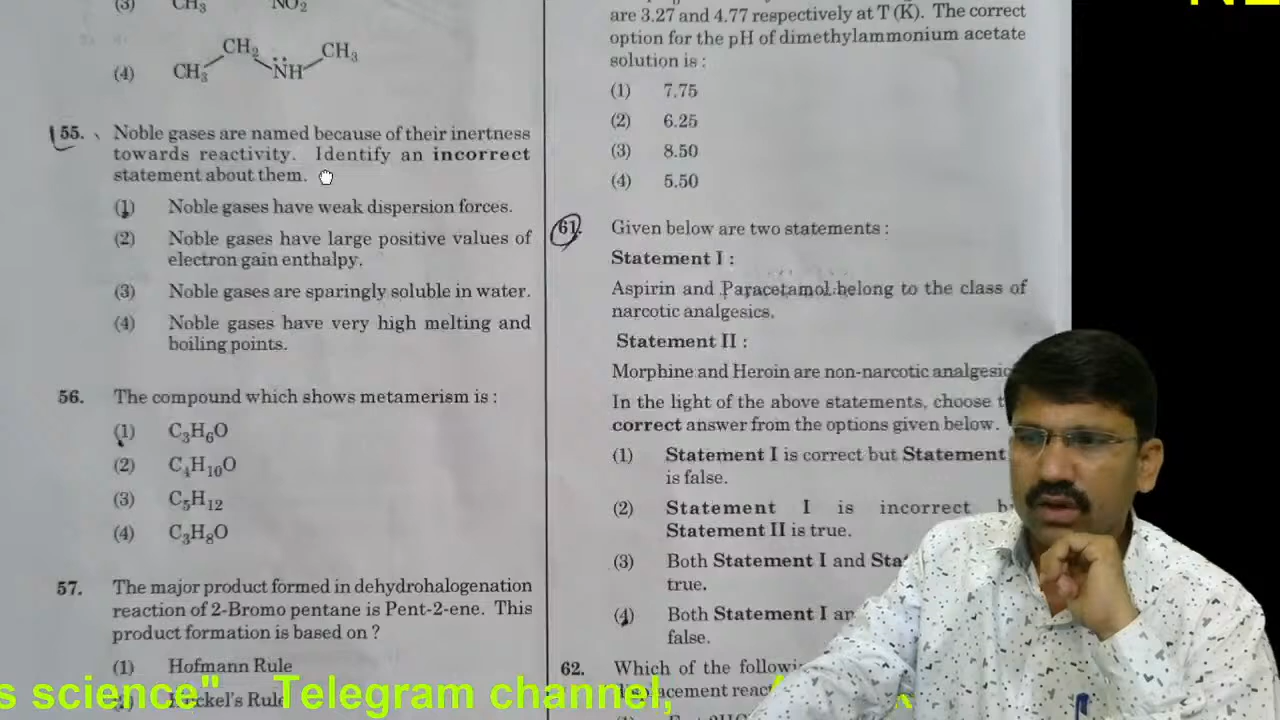 (3) CH3 NO2
CH2 CH3
(4) CH3 N̈H
55. Noble gases are named because of their inertness
towards reactivity. Identify an incorrect
statement about them.
(1) Noble gases have weak dispersion forces.
(2) Noble gases have large positive values of
electron gain enthalpy.
(3) Noble gases are sparingly soluble in water.
(4) Noble gases have very high melting and
boiling points.
56. The compound which shows metamerism is :
(1) C3H6O
(2) C4H10O
(3) C5H12
(4) C3H8O
57. The major product formed in dehydrohalogenation
reaction of 2-Bromo pentane is Pent-2-ene. This
product formation is based on ?
(1) Hofmann Rule
Rule
are 3.27 and 4.77 respectively at T (K). The correct
option for the pH of dimethylammonium acetate
solution is :
(1) 7.75
(2) 6.25
(3) 8.50
(4) 5.50
61. Given below are two statements :
Statement I :
Aspirin and Paracetamol belong to the class of
narcotic analgesics.
Statement II :
Morphine and Heroin are non-narcotic
In the light of the above statements, choose
correct answer from the options given below.
(1) Statement I is correct but Statement
is false.
(2) Statement I is incorrect
Statement II is true.
(3) Both Statement I and
true.
(4) Both Statement I
false.
62. Which of the
science" Telegram channel,